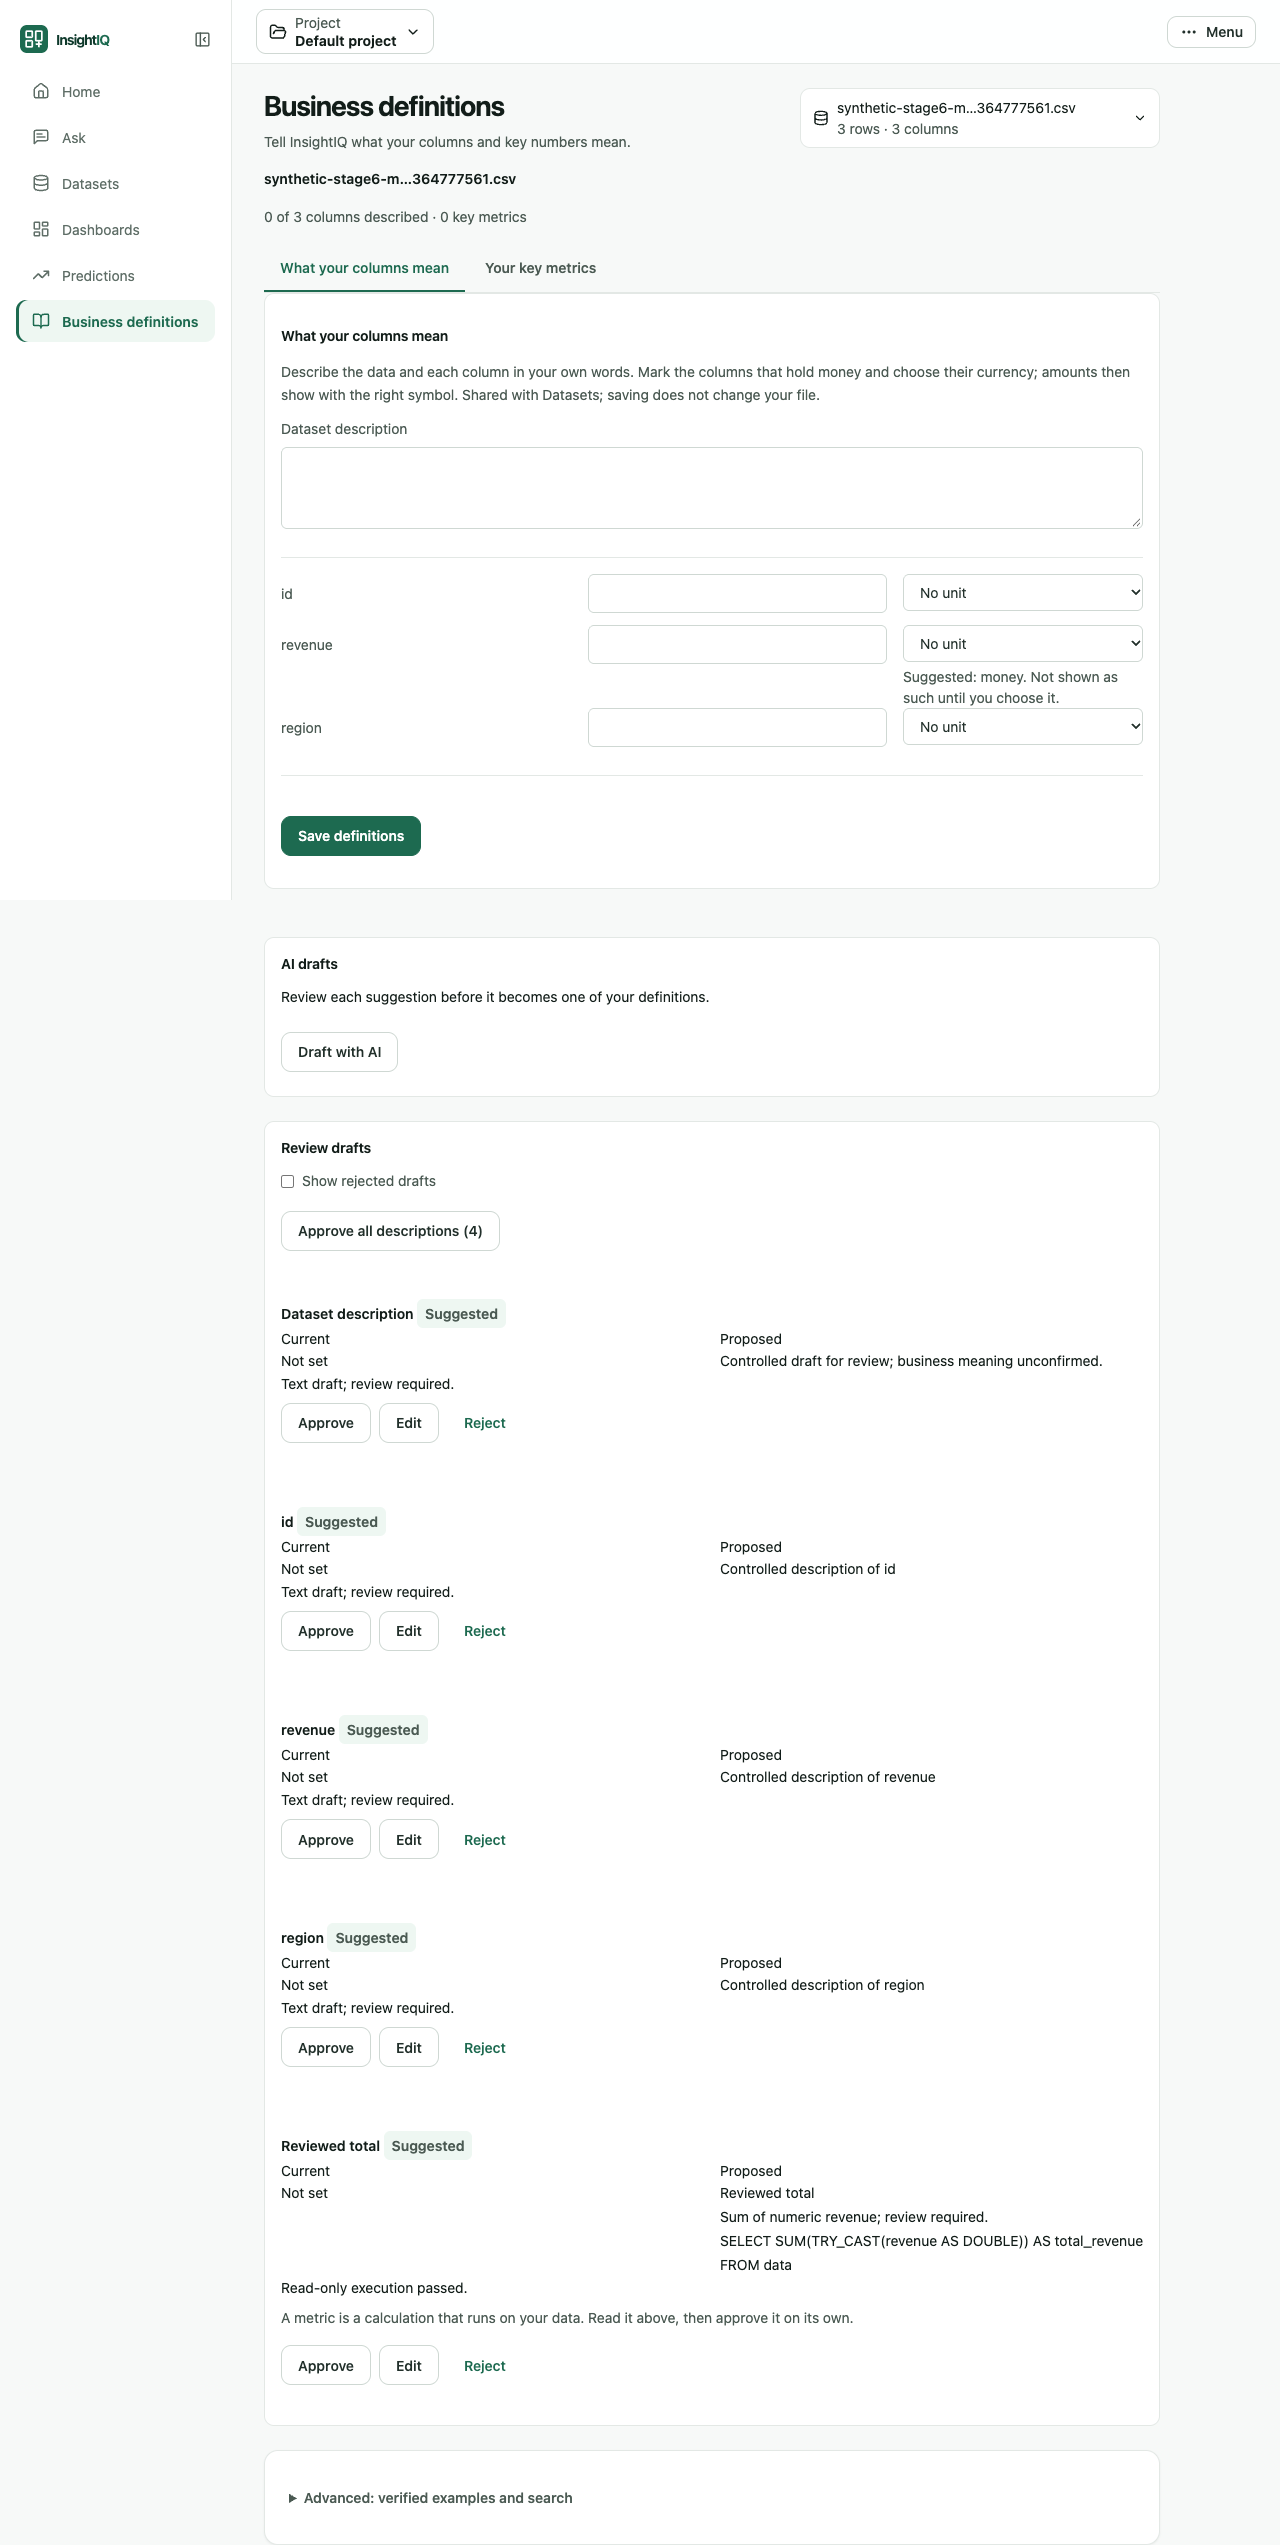 InsightIQ
Project
Default project
Menu
Home
Ask
Datasets
Dashboards
Predictions
Business definitions
Business definitions
Tell InsightIQ what your columns and key numbers mean.
synthetic-stage6-m...364777561.csv
3 rows · 3 columns
synthetic-stage6-m...364777561.csv
0 of 3 columns described · 0 key metrics
What your columns mean
Your key metrics
What your columns mean
Describe the data and each column in your own words. Mark the columns that hold money and choose their currency; amounts then
show with the right symbol. Shared with Datasets; saving does not change your file.
Dataset description
id
No unit
revenue
No unit
Suggested: money. Not shown as
such until you choose it.
region
No unit
Save definitions
AI drafts
Review each suggestion before it becomes one of your definitions.
Draft with AI
Review drafts
Show rejected drafts
Approve all descriptions (4)
Dataset description Suggested
Current
Proposed
Not set
Controlled draft for review; business meaning unconfirmed.
Text draft; review required.
Approve Edit Reject
id Suggested
Current
Proposed
Not set
Controlled description of id
Text draft; review required.
Approve Edit Reject
revenue Suggested
Current
Proposed
Not set
Controlled description of revenue
Text draft; review required.
Approve Edit Reject
region Suggested
Current
Proposed
Not set
Controlled description of region
Text draft; review required.
Approve Edit Reject
Reviewed total Suggested
Current
Proposed
Not set
Reviewed total
Sum of numeric revenue; review required.
SELECT SUM(TRY_CAST(revenue AS DOUBLE)) AS total_revenue
FROM data
Read-only execution passed.
A metric is a calculation that runs on your data. Read it above, then approve it on its own.
Approve Edit Reject
Advanced: verified examples and search